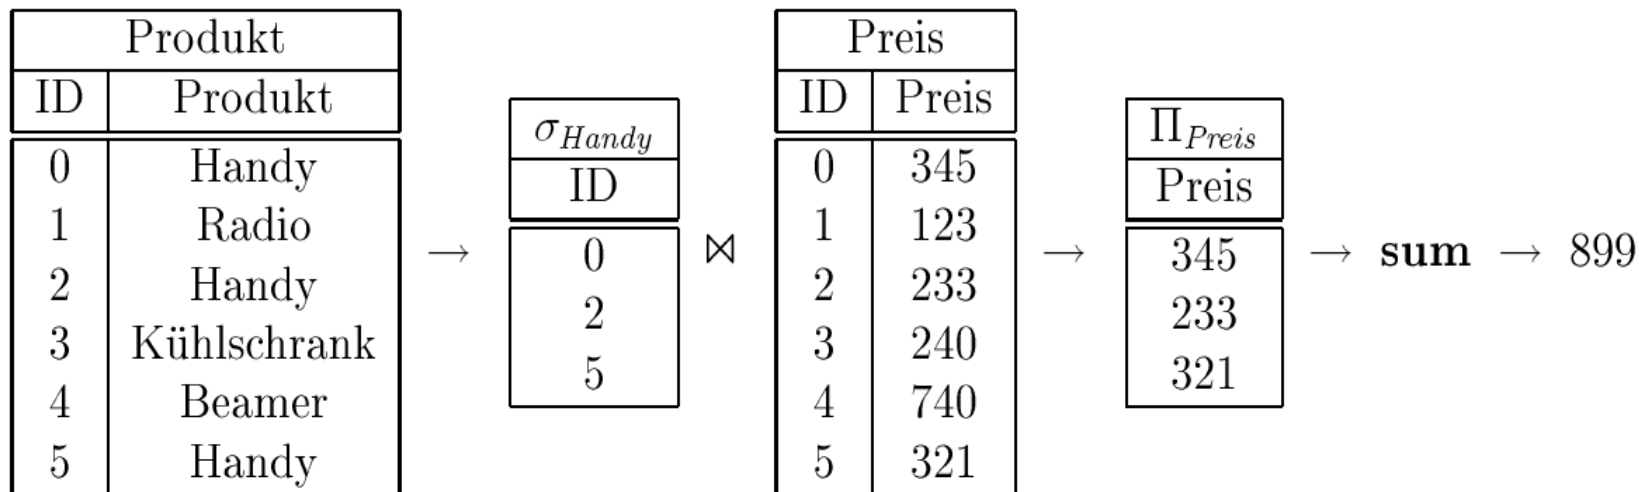 Produkt
ID Produkt
0 Handy
1 Radio
2 Handy
3 Kühlschrank
4 Beamer
5 Handy
→
σHandy
ID
0
2
5
⋈
Preis
ID Preis
0 345
1 123
2 233
3 240
4 740
5 321
→
ΠPreis
Preis
345
233
321
→ sum → 899